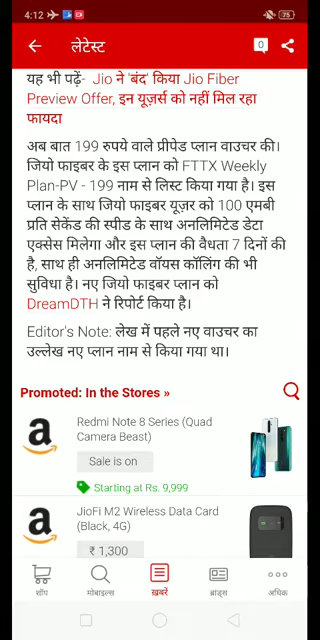 4:12
75
लेटेस्ट
0
यह भी पढ़ें- Jio ने 'बंद' किया Jio Fiber
Preview Offer, इन यूज़र्स को नहीं मिल रहा
फायदा
अब बात 199 रुपये वाले प्रीपेड प्लान वाउचर की।
जियो फाइबर के इस प्लान को FTTX Weekly
Plan-PV - 199 नाम से लिस्ट किया गया है। इस
प्लान के साथ जियो फाइबर यूज़र को 100 एमबी
प्रति सेकेंड की स्पीड के साथ अनलिमिटेड डेटा
एक्सेस मिलेगा और इस प्लान की वैधता 7 दिनों की
है, साथ ही अनलिमिटेड वॉयस कॉलिंग की भी
सुविधा है। नए जियो फाइबर प्लान को
DreamDTH ने रिपोर्ट किया है।
Editor's Note: लेख में पहले नए वाउचर का
उल्लेख नए प्लान नाम से किया गया था।
Promoted: In the Stores »
Redmi Note 8 Series (Quad
Camera Beast)
Sale is on
Starting at Rs. 9,999
JioFi M2 Wireless Data Card
(Black, 4G)
₹ 1,300
शॉप
मोबाइल्स
ख़बरें
ब्रांड्स
अधिक